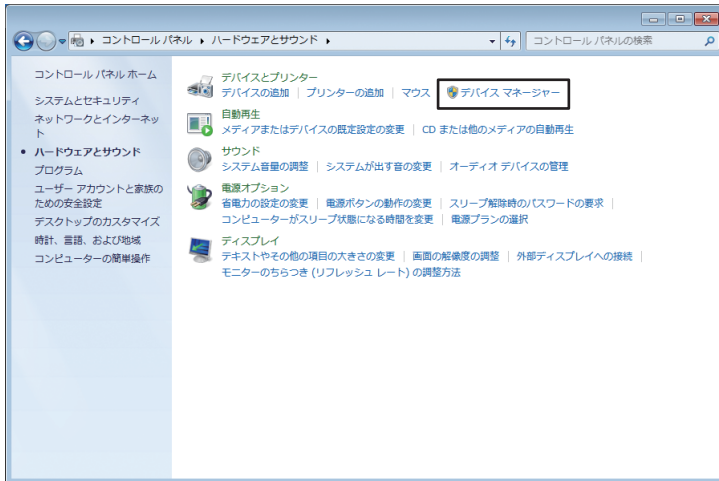 コントロール パネル ▸ ハードウェアとサウンド ▸
コントロール パネルの検索
コントロール パネル ホーム
システムとセキュリティ
ネットワークとインターネッ
ト
ハードウェアとサウンド
プログラム
ユーザー アカウントと家族の
ための安全設定
デスクトップのカスタマイズ
時計、言語、および地域
コンピューターの簡単操作
デバイスとプリンター
デバイスの追加 | プリンターの追加 | マウス | デバイス マネージャー
自動再生
メディアまたはデバイスの既定設定の変更 | CD または他のメディアの自動再生
サウンド
システム音量の調整 | システムが出す音の変更 | オーディオ デバイスの管理
電源オプション
省電力の設定の変更 | 電源ボタンの動作の変更 | スリープ解除時のパスワードの要求 |
コンピューターがスリープ状態になる時間を変更 | 電源プランの選択
ディスプレイ
テキストやその他の項目の大きさの変更 | 画面の解像度の調整 | 外部ディスプレイへの接続 |
モニターのちらつき (リフレッシュ レート) の調整方法